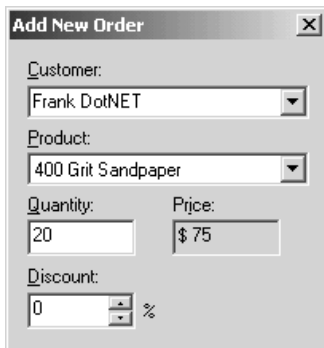 Add New Order
Customer:
Frank DotNET
Product:
400 Grit Sandpaper
Quantity: Price:
20 $ 75
Discount:
0 %